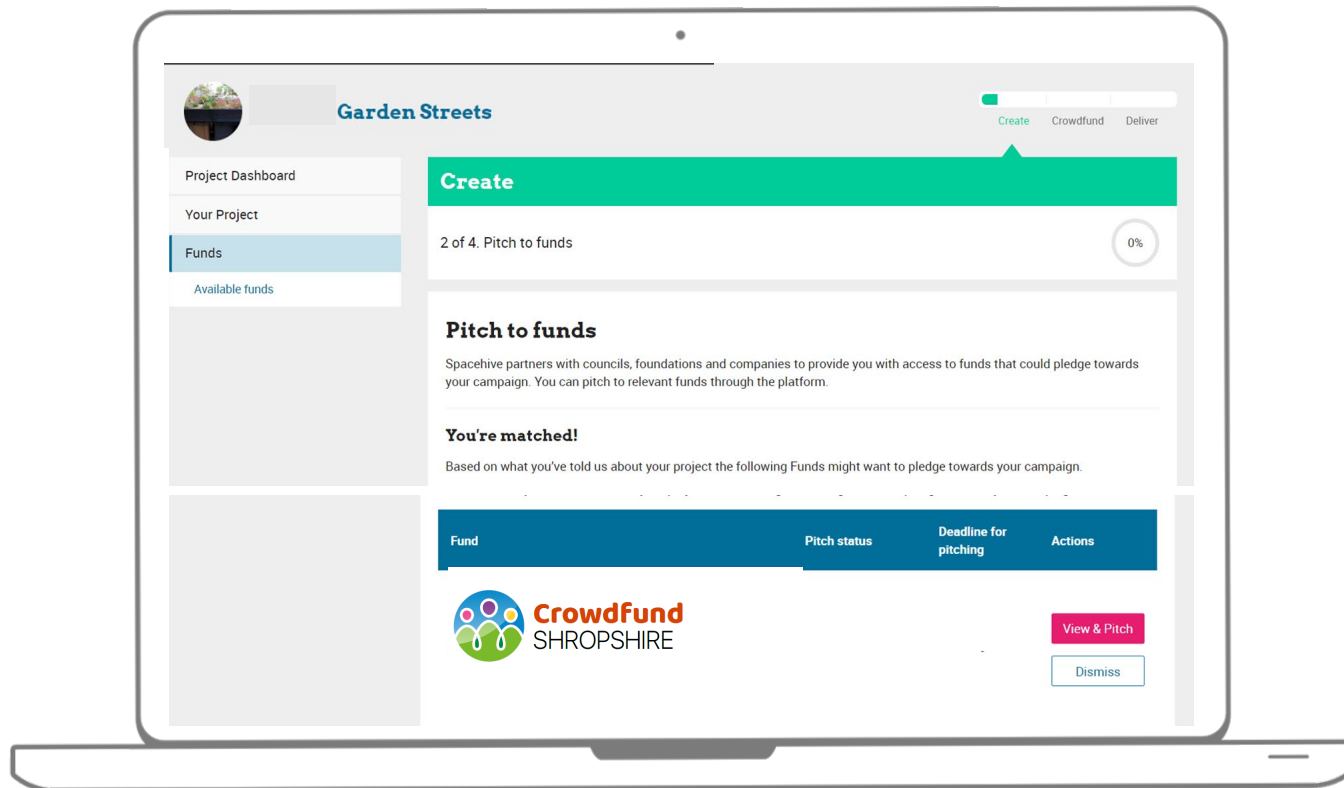 Garden Streets
Create Crowdfund Deliver
Project Dashboard
Your Project
Funds
Available funds
Create
2 of 4. Pitch to funds
0%
Pitch to funds
Spacehive partners with councils, foundations and companies to provide you with access to funds that could pledge towards
your campaign. You can pitch to relevant funds through the platform.
You're matched!
Based on what you've told us about your project the following Funds might want to pledge towards your campaign.
Fund Pitch status Deadline for pitching Actions
Crowdfund
SHROPSHIRE
View & Pitch
Dismiss